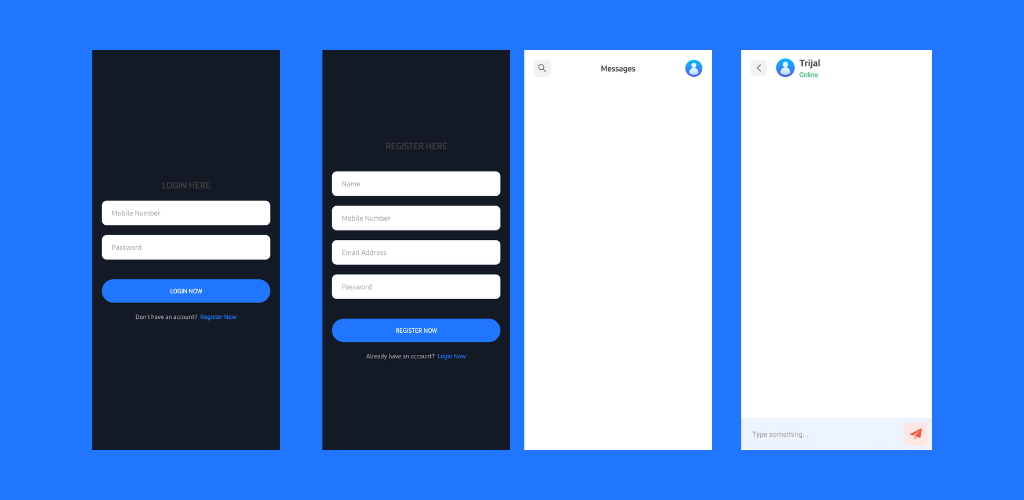 LOGIN HERE
Mobile Number
Password
LOGIN NOW
Don't have an account? Register Now
REGISTER HERE
Name
Mobile Number
Email Address
Password
REGISTER NOW
Already have an account? Login Now
Messages
Trijal
Online
Type something...